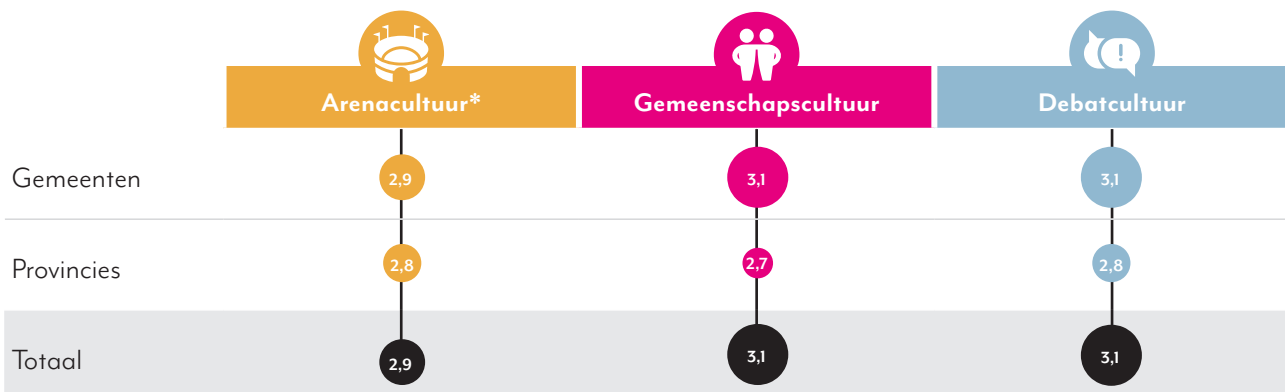 !
Arenacultuur* Gemeenschapscultuur Debatcultuur
Gemeenten 2,9 3,1 3,1
Provincies 2,8 2,7 2,8
Totaal 2,9 3,1 3,1